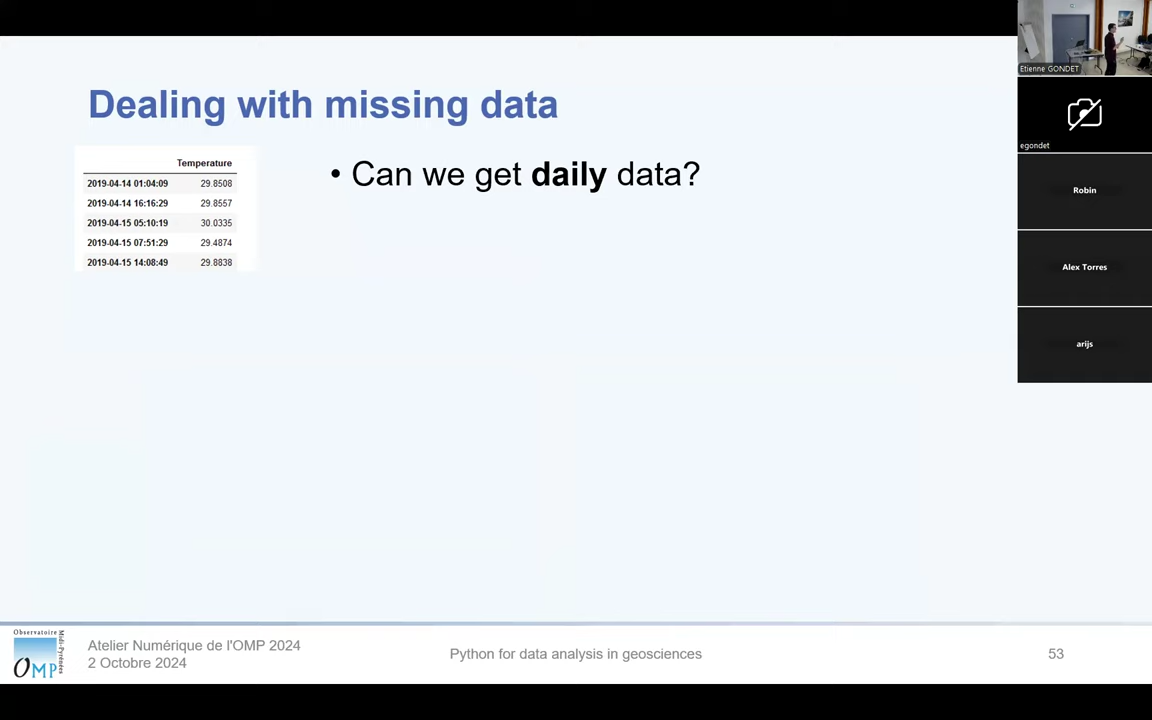 Dealing with missing data
Temperature
2019-04-14 01:04:09 29.8508
2019-04-14 16:16:29 29.8557
2019-04-15 05:10:19 30.0335
2019-04-15 07:51:29 29.4874
2019-04-15 14:08:49 29.8838
• Can we get daily data?
Etienne GONDET
egondet
Robin
Alex Torres
arijs
Observatoire
Midi-Pyrénées
OMP
Atelier Numérique de l'OMP 2024
2 Octobre 2024
Python for data analysis in geosciences
53